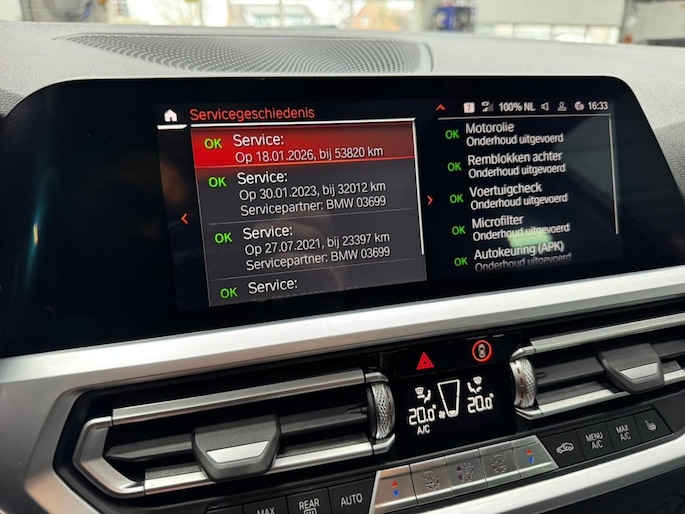 Servicegeschiedenis
7 100% NL 16:33
OK Service:
Op 18.01.2026, bij 53820 km
OK Service:
Op 30.01.2023, bij 32012 km
Servicepartner: BMW 03699
OK Service:
Op 27.07.2021, bij 23397 km
Servicepartner: BMW 03699
OK Service:
OK Motorolie
Onderhoud uitgevoerd
OK Remblokken achter
Onderhoud uitgevoerd
OK Voertuigcheck
Onderhoud uitgevoerd
OK Microfilter
Onderhoud uitgevoerd
OK Autokeuring (APK)
Onderhoud uitgevoerd
20.0 20.0
A/C
MENU
A/C
MAX
A/C
MAX
REAR
AUTO